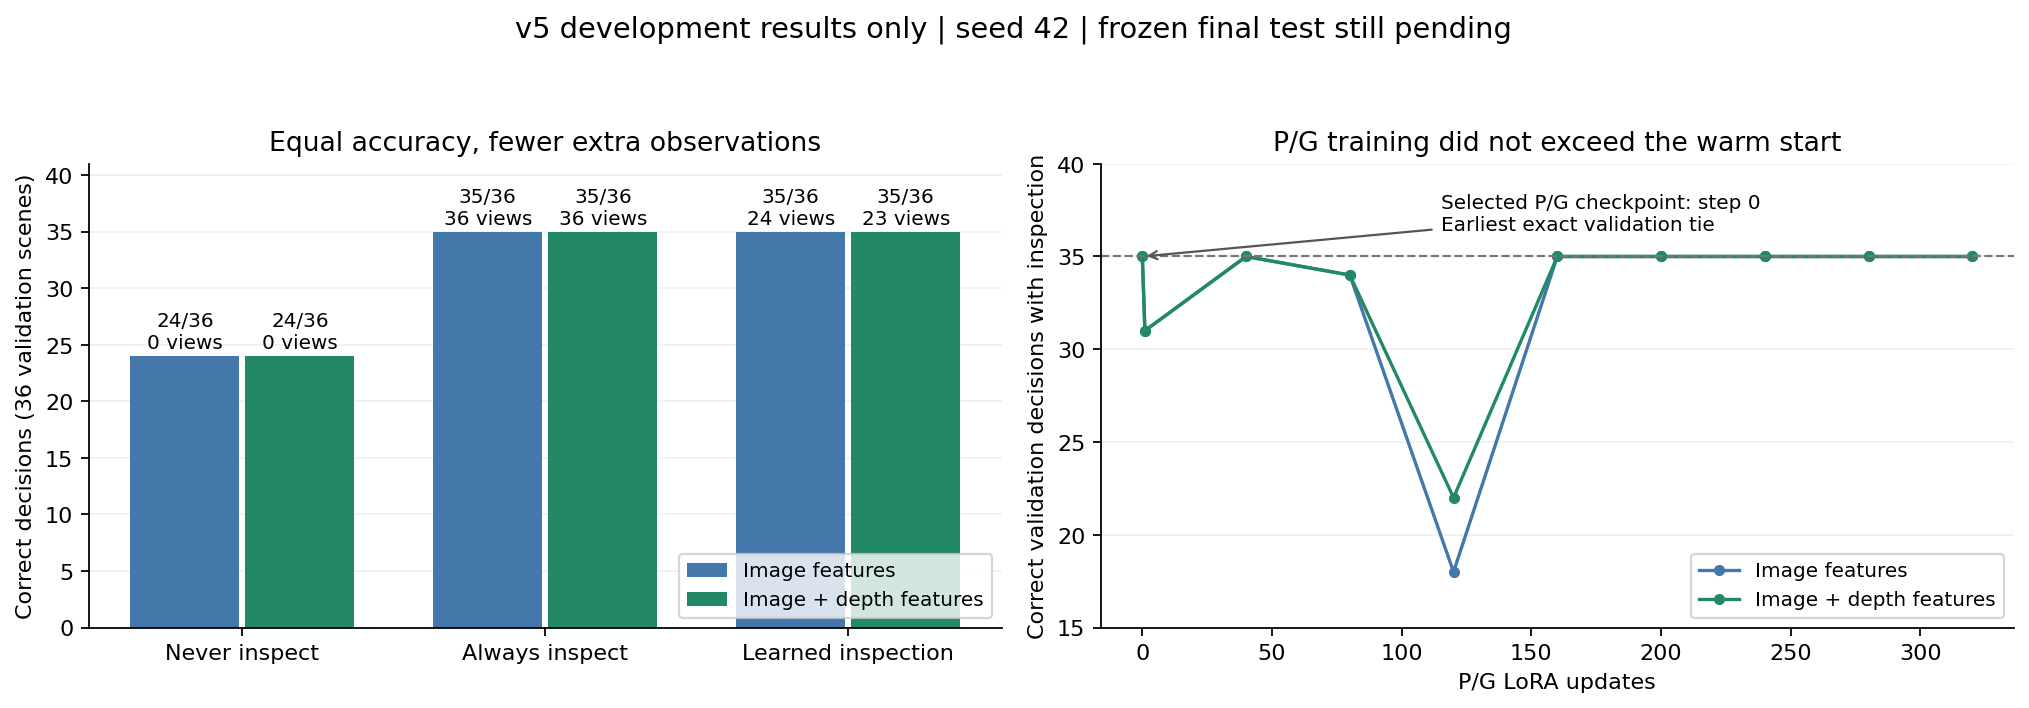 v5 development results only | seed 42 | frozen final test still pending
Equal accuracy, fewer extra observations
Correct decisions (36 validation scenes)
40
35
30
25
20
15
10
5
0
24/36
0 views
24/36
0 views
35/36
36 views
35/36
36 views
35/36
24 views
35/36
23 views
Image features
Image + depth features
Never inspect
Always inspect
Learned inspection
P/G training did not exceed the warm start
Correct validation decisions with inspection
40
35
30
25
20
15
Selected P/G checkpoint: step 0
Earliest exact validation tie
Image features
Image + depth features
0
50
100
150
200
250
300
P/G LoRA updates